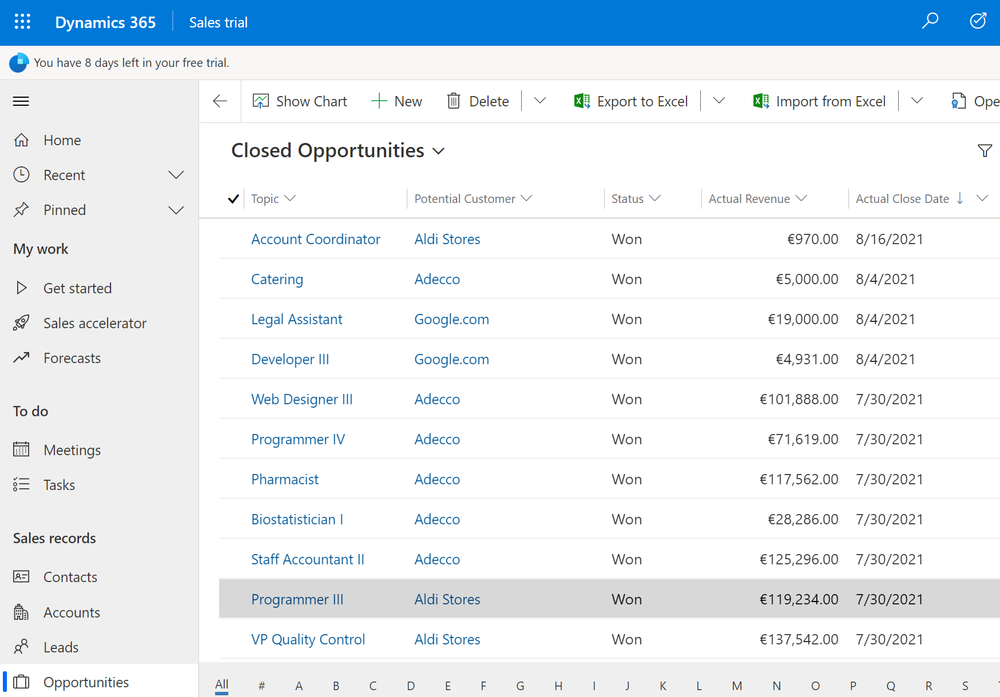 Dynamics 365 Sales trial
You have 8 days left in your free trial.
Show Chart New Delete Export to Excel Import from Excel Ope
Home
Recent
Pinned
My work
Get started
Sales accelerator
Forecasts
To do
Meetings
Tasks
Sales records
Contacts
Accounts
Leads
Opportunities
Closed Opportunities
Topic Potential Customer Status Actual Revenue Actual Close Date
Account Coordinator Aldi Stores Won €970.00 8/16/2021
Catering Adecco Won €5,000.00 8/4/2021
Legal Assistant Google.com Won €19,000.00 8/4/2021
Developer III Google.com Won €4,931.00 8/4/2021
Web Designer III Adecco Won €101,888.00 7/30/2021
Programmer IV Adecco Won €71,619.00 7/30/2021
Pharmacist Adecco Won €117,562.00 7/30/2021
Biostatistician I Adecco Won €28,286.00 7/30/2021
Staff Accountant II Adecco Won €125,296.00 7/30/2021
Programmer III Aldi Stores Won €119,234.00 7/30/2021
VP Quality Control Aldi Stores Won €137,542.00 7/30/2021
All # A B C D E F G H I J K L M N O P Q R S